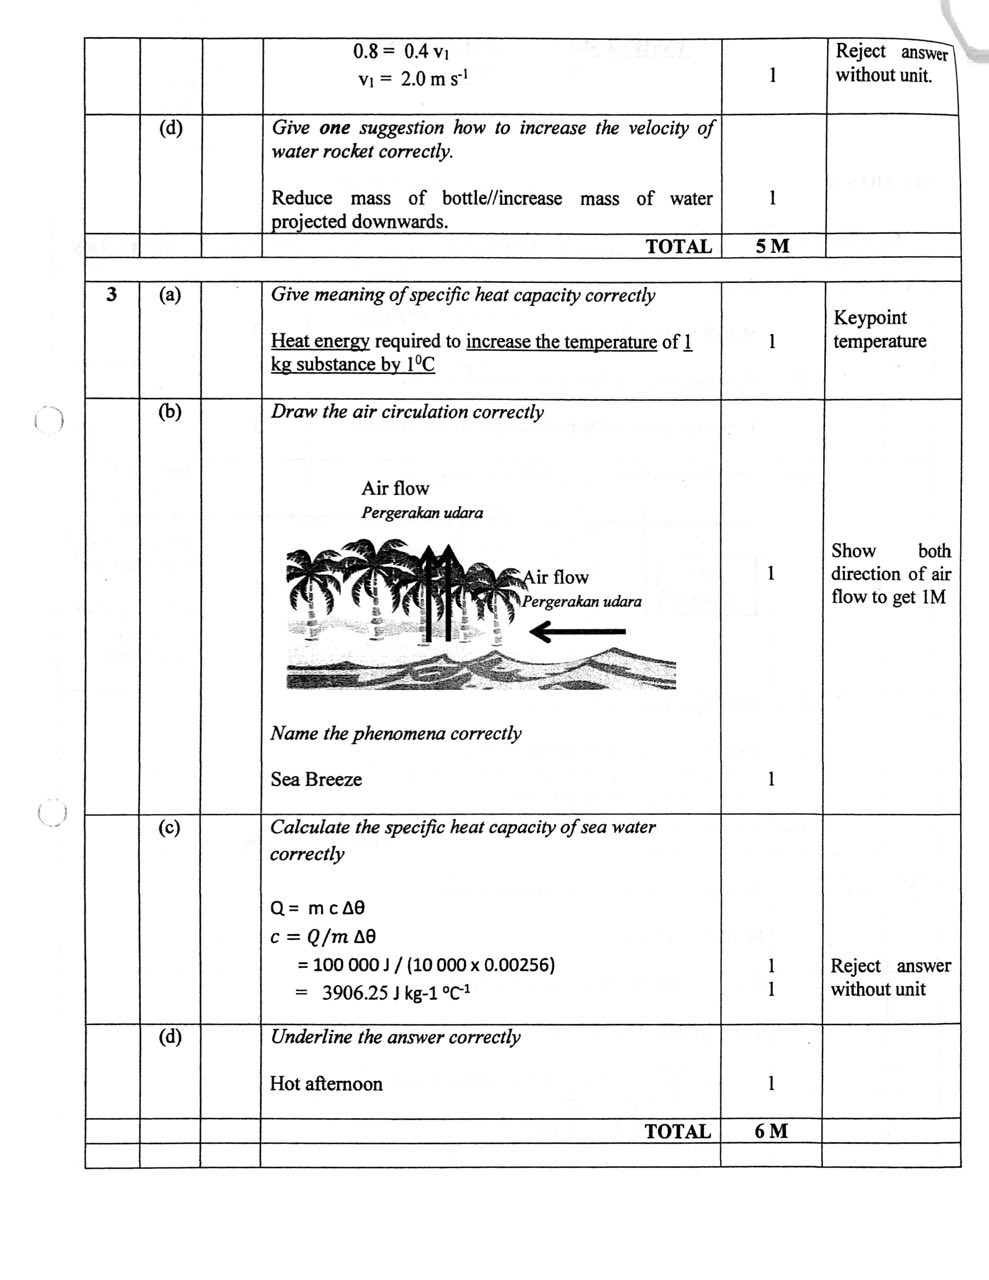 0.8 = 0.4 v₁
v₁ = 2.0 m s⁻¹
1
Reject answer
without unit.
(d)
Give one suggestion how to increase the velocity of
water rocket correctly.
Reduce mass of bottle//increase mass of water
projected downwards.
1
TOTAL
5 M
3
(a)
Give meaning of specific heat capacity correctly
Heat energy required to increase the temperature of 1
kg substance by 1⁰C
1
Keypoint
temperature
(b)
Draw the air circulation correctly
Air flow
Pergerakan udara
Air flow
Pergerakan udara
1
Show both
direction of air
flow to get 1M
Name the phenomena correctly
Sea Breeze
1
(c)
Calculate the specific heat capacity of sea water
correctly
Q = m c Δθ
c = Q/m Δθ
= 100 000 J / (10 000 x 0.00256)
1
= 3906.25 J kg-1 ⁰C⁻¹
1
Reject answer
without unit
(d)
Underline the answer correctly
Hot afternoon
1
TOTAL
6 M